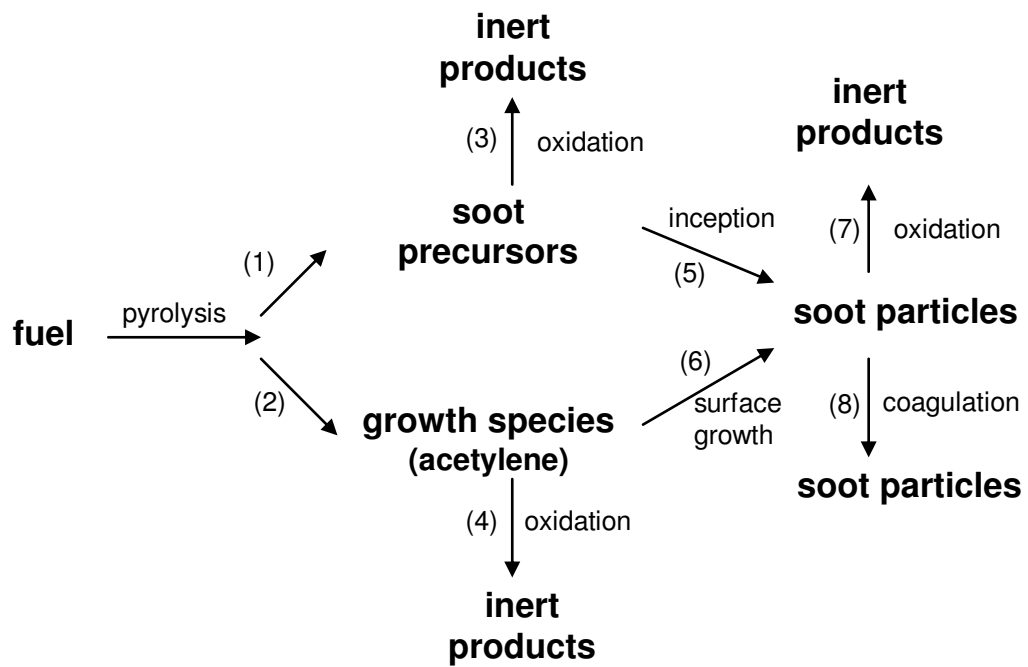 inert
products
inert
products
(3)
oxidation
soot
precursors
inception
(7)
oxidation
(1)
(5)
pyrolysis
fuel
soot particles
(2)
(6)
growth species
(acetylene)
surface
growth
(8)
coagulation
soot particles
(4)
oxidation
inert
products